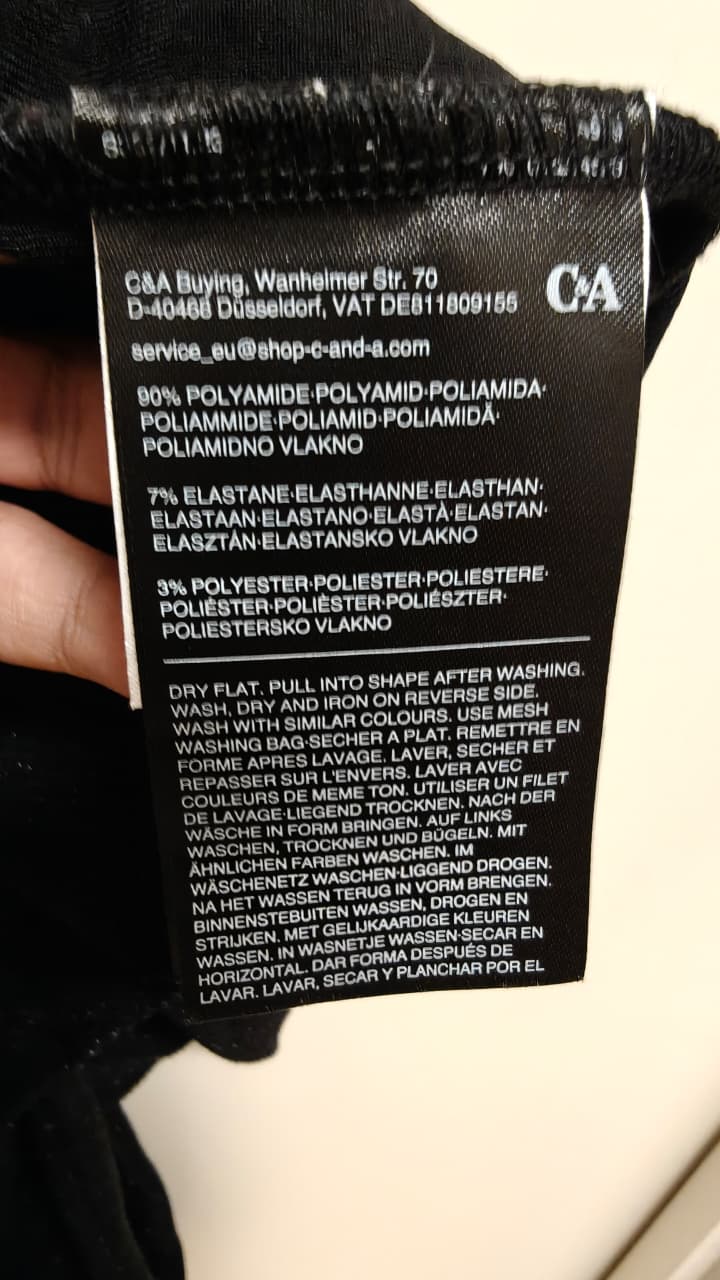 C&A Buying, Wanheimer Str. 70
D-40468 Düsseldorf, VAT DE811809155
C&A
service_eu@shop-c-and-a.com
90% POLYAMIDE·POLYAMID·POLIAMIDA·
POLIAMMIDE·POLIAMID·POLIAMIDĂ·
POLIAMIDNO VLAKNO
7% ELASTANE·ELASTHANNE·ELASTHAN·
ELASTAAN·ELASTANO·ELASTÀ·ELASTAN·
ELASZTÁN·ELASTANSKO VLAKNO
3% POLYESTER·POLIESTER·POLIESTERE·
POLIÉSTER·POLIÈSTER·POLIÉSZTER·
POLIESTERSKO VLAKNO
DRY FLAT. PULL INTO SHAPE AFTER WASHING.
WASH, DRY AND IRON ON REVERSE SIDE.
WASH WITH SIMILAR COLOURS. USE MESH
WASHING BAG·SECHER A PLAT. REMETTRE EN
FORME APRES LAVAGE. LAVER, SECHER ET
REPASSER SUR L'ENVERS. LAVER AVEC
COULEURS DE MEME TON. UTILISER UN FILET
DE LAVAGE·LIEGEND TROCKNEN. NACH DER
WÄSCHE IN FORM BRINGEN. AUF LINKS
WASCHEN, TROCKNEN UND BÜGELN. MIT
ÄHNLICHEN FARBEN WASCHEN. IM
WÄSCHENETZ WASCHEN·LIGGEND DROGEN.
NA HET WASSEN TERUG IN VORM BRENGEN.
BINNENSTEBUITEN WASSEN, DROGEN EN
STRIJKEN. MET GELIJKAARDIGE KLEUREN
WASSEN. IN WASNETJE WASSEN·SECAR EN
HORIZONTAL. DAR FORMA DESPUÉS DE
LAVAR. LAVAR, SECAR Y PLANCHAR POR EL